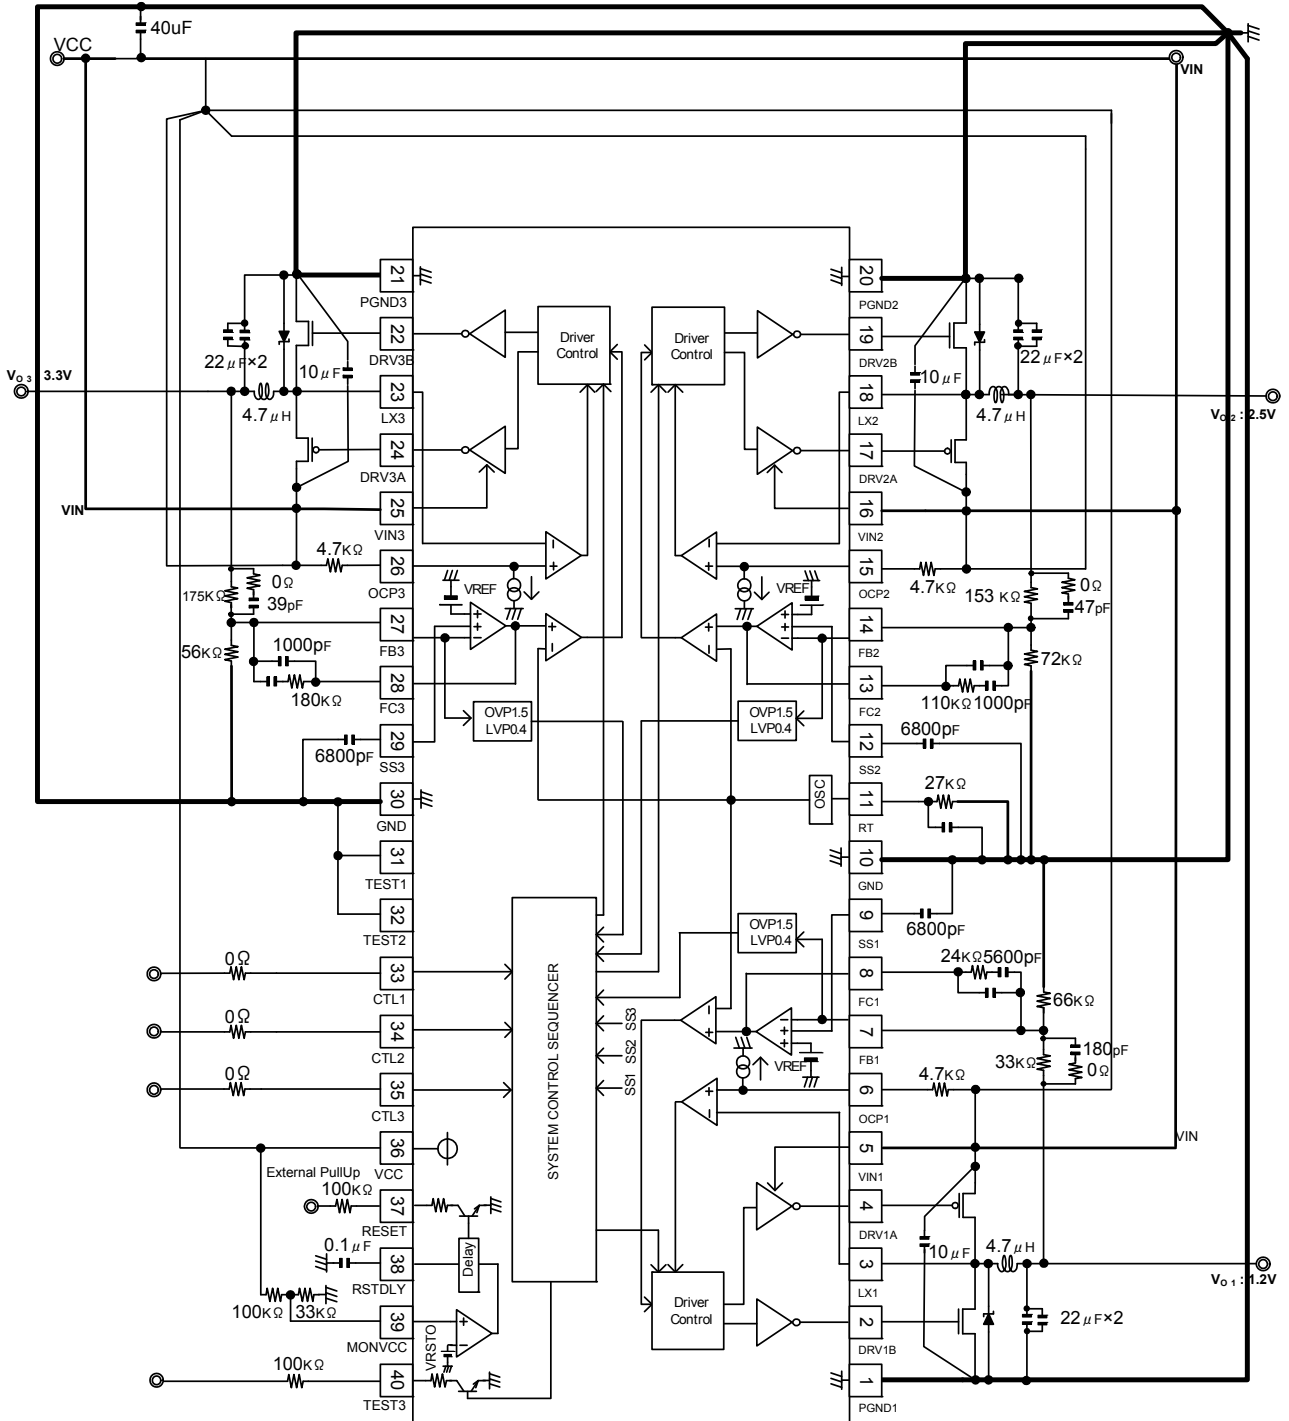 40uF
VCC
VIN
21
PGND3
22
DRV3B
23
LX3
24
DRV3A
25
VIN3
26
OCP3
27
FB3
28
FC3
29
SS3
30
GND
31
TEST1
32
TEST2
33
CTL1
34
CTL2
35
CTL3
36
VCC
37
RESET
38
RSTDLY
39
MONVCC
40
TEST3
20
PGND2
19
DRV2B
18
LX2
17
DRV2A
16
VIN2
15
OCP2
14
FB2
13
FC2
12
SS2
11
RT
10
GND
9
SS1
8
FC1
7
FB1
6
OCP1
5
VIN1
4
DRV1A
3
LX1
2
DRV1B
1
PGND1
22μF×2
10μF
VO 3 3.3V
4.7μH
VIN
4.7KΩ
0Ω
175KΩ
39pF
56KΩ
1000pF
180KΩ
6800pF
0Ω
0Ω
0Ω
External PullUp
100KΩ
0.1μF
100KΩ
33KΩ
100KΩ
Driver
Control
Driver
Control
VREF
VREF
OVP1.5
LVP0.4
OVP1.5
LVP0.4
OSC
SYSTEM CONTROL SEQUENCER
OVP1.5
LVP0.4
SS3
SS2
SS1
VREF
Delay
VRSTO
Driver
Control
10μF
22μF×2
4.7μH
VO 2 : 2.5V
4.7KΩ
153 KΩ
0Ω
47pF
72KΩ
110KΩ
1000pF
6800pF
27KΩ
6800pF
24KΩ
5600pF
66KΩ
180pF
33KΩ
0Ω
4.7KΩ
VIN
10μF
4.7μH
VO 1 : 1.2V
22μF×2